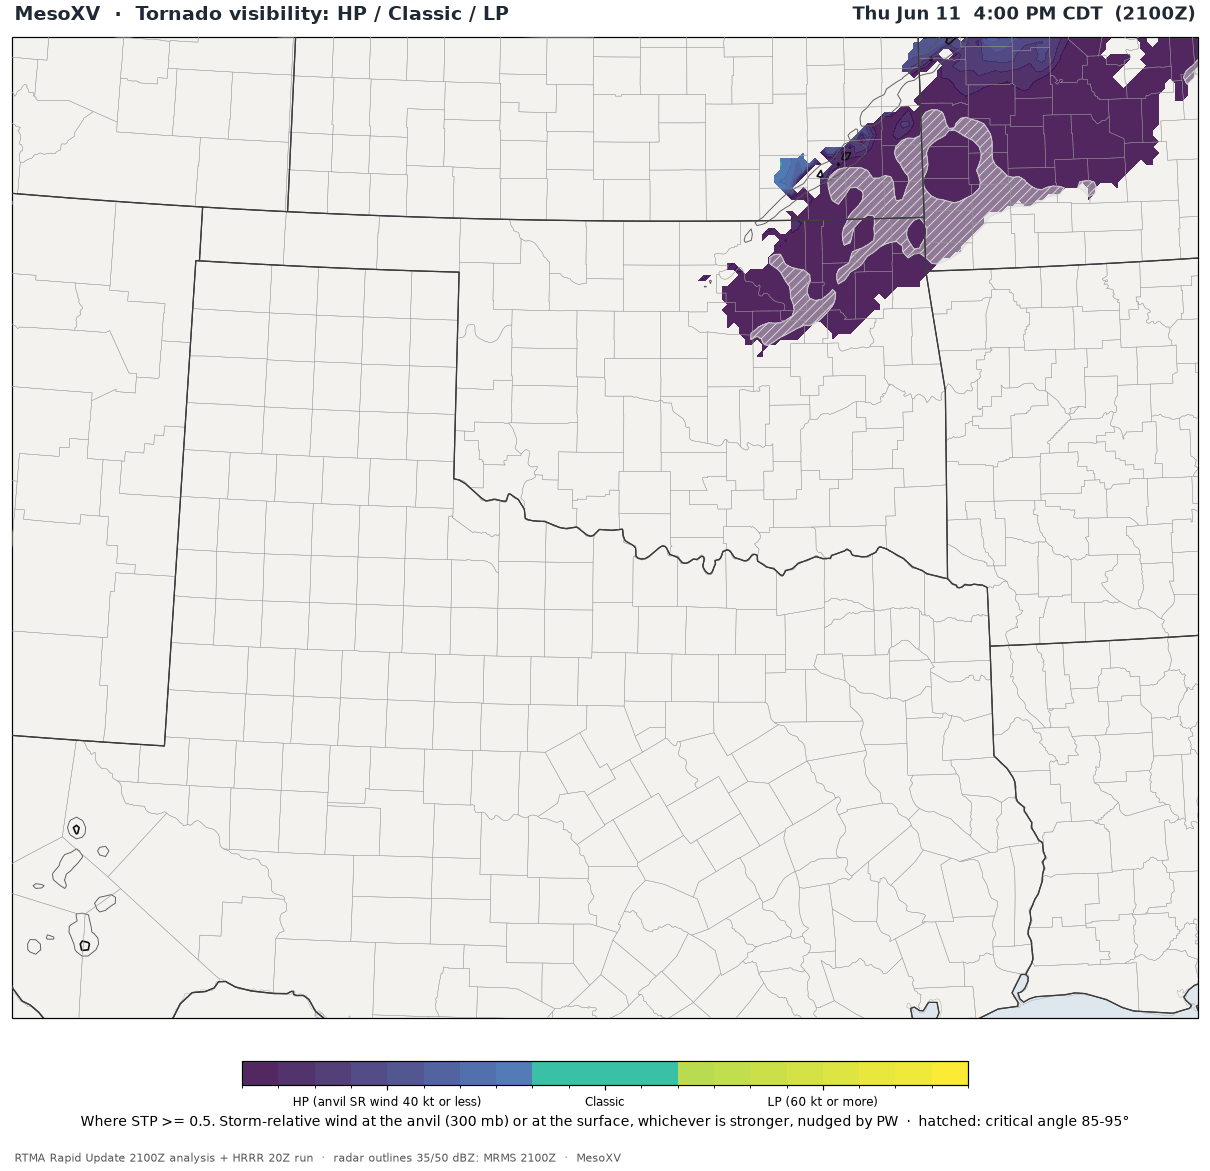 MesoXV · Tornado visibility: HP / Classic / LP
Thu Jun 11 4:00 PM CDT (2100Z)
HP (anvil SR wind 40 kt or less)
Classic
LP (60 kt or more)
Where STP >= 0.5. Storm-relative wind at the anvil (300 mb) or at the surface, whichever is stronger, nudged by PW · hatched: critical angle 85-95°
RTMA Rapid Update 2100Z analysis + HRRR 20Z run · radar outlines 35/50 dBZ: MRMS 2100Z · MesoXV